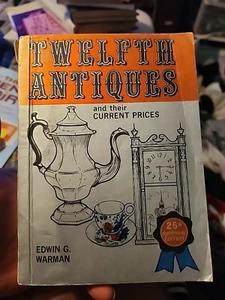 TWELFTH
ANTIQUES
and their
CURRENT PRICES
EDWIN G.
WARMAN
25th